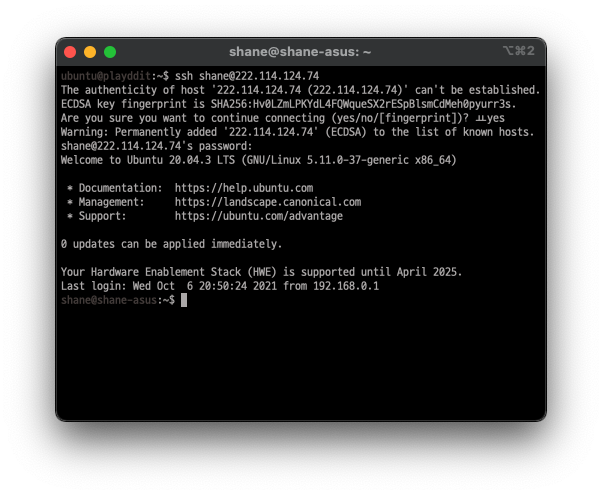 shane@shane-asus: ~
⌥⌘2
ubuntu@playddit:~$ ssh shane@222.114.124.74
The authenticity of host '222.114.124.74 (222.114.124.74)' can't be established.
ECDSA key fingerprint is SHA256:Hv0LZmLPKYdL4FQWqueSX2rESpBlsmCdMeh0pyurr3s.
Are you sure you want to continue connecting (yes/no/[fingerprint])? ㅛyes
Warning: Permanently added '222.114.124.74' (ECDSA) to the list of known hosts.
shane@222.114.124.74's password:
Welcome to Ubuntu 20.04.3 LTS (GNU/Linux 5.11.0-37-generic x86_64)
* Documentation:  https://help.ubuntu.com
* Management:     https://landscape.canonical.com
* Support:        https://ubuntu.com/advantage
0 updates can be applied immediately.
Your Hardware Enablement Stack (HWE) is supported until April 2025.
Last login: Wed Oct  6 20:50:24 2021 from 192.168.0.1
shane@shane-asus:~$